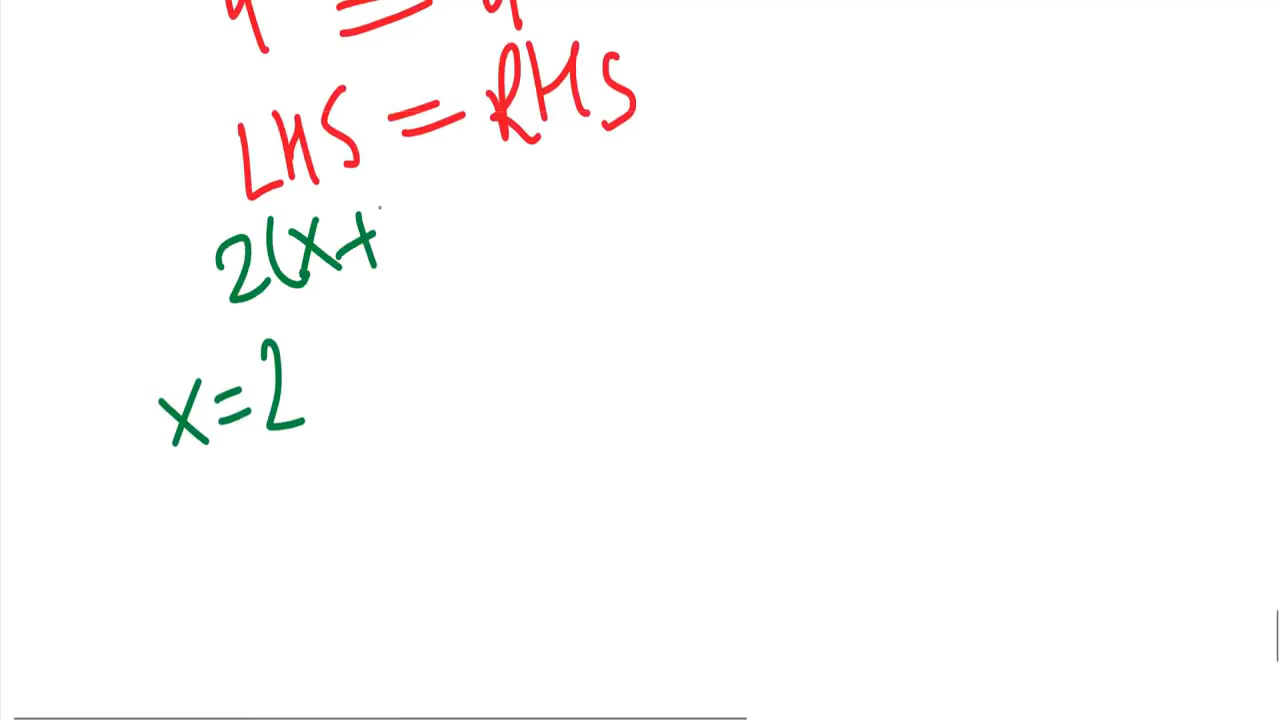 LHS = RHS
2(x+
x=2